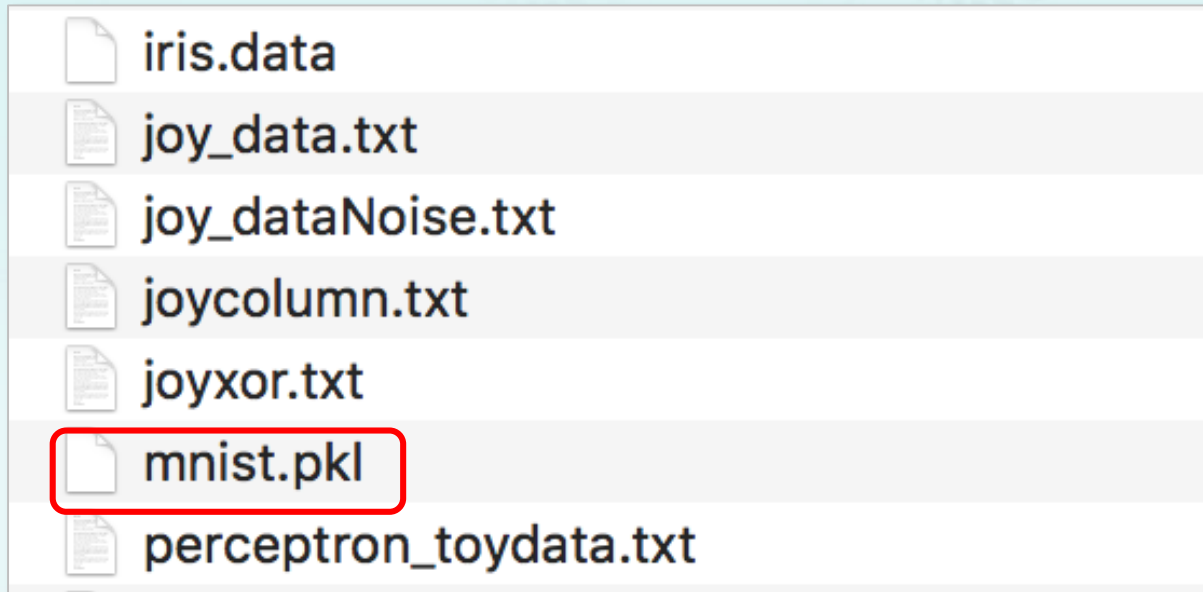 iris.data
joy_data.txt
joy_dataNoise.txt
joycolumn.txt
joyxor.txt
mnist.pkl
perceptron_toydata.txt